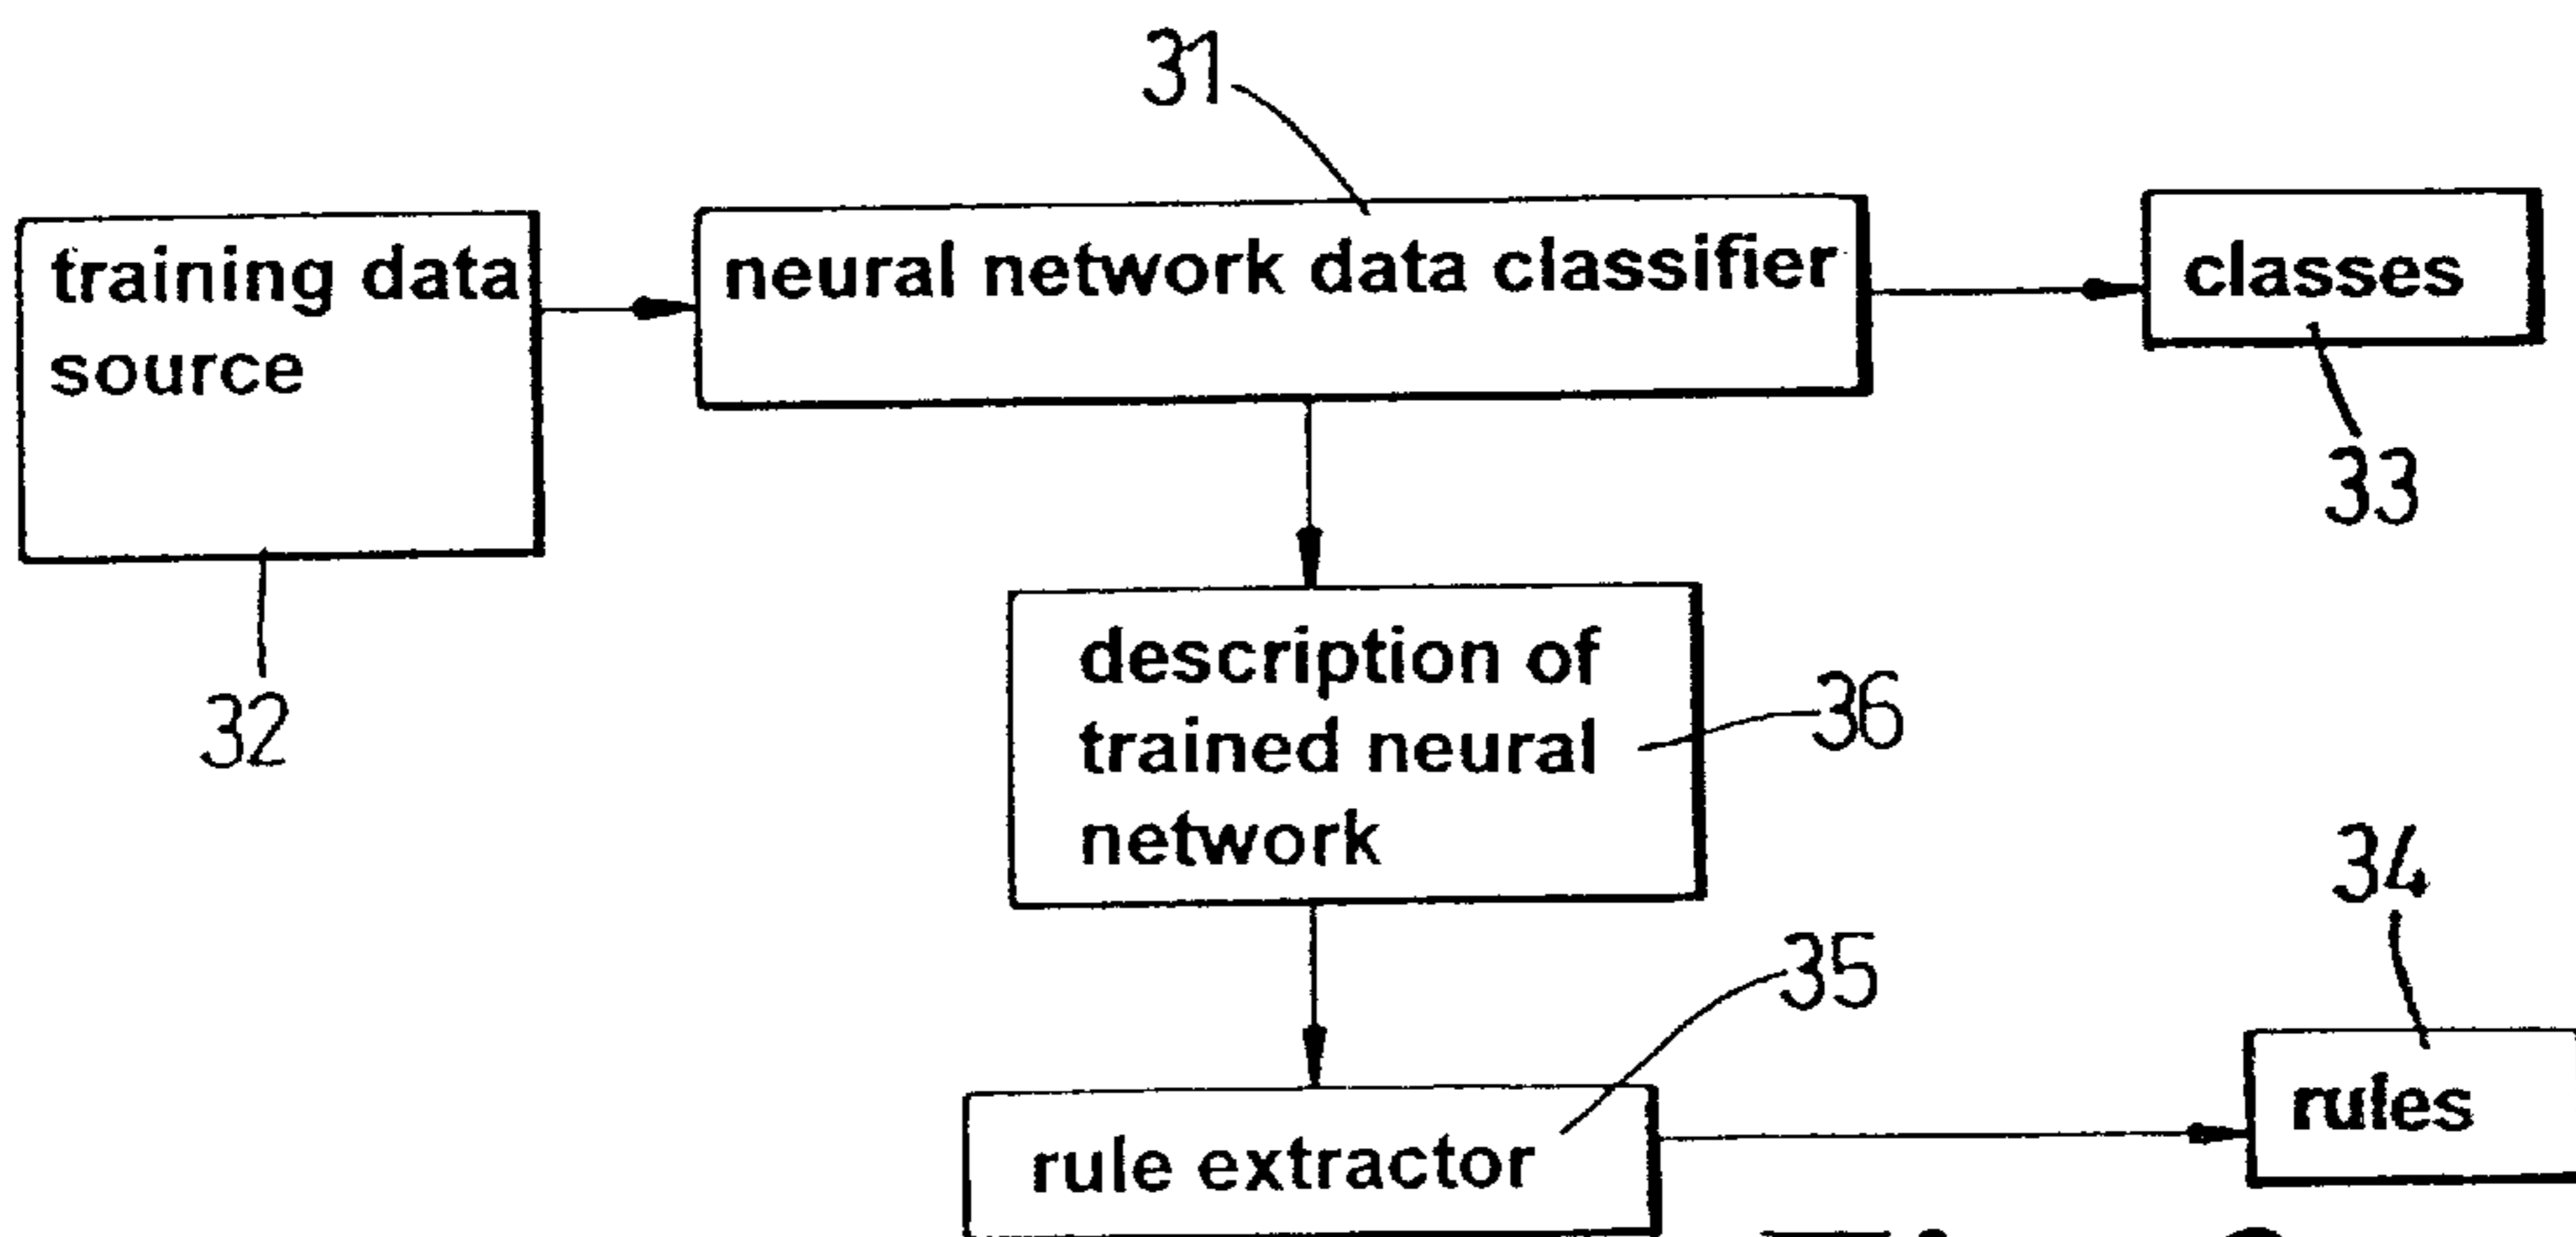 31
training data
source
neural network data classifier
classes
33
32
description of
trained neural
network
36
34
35
rule extractor
rules